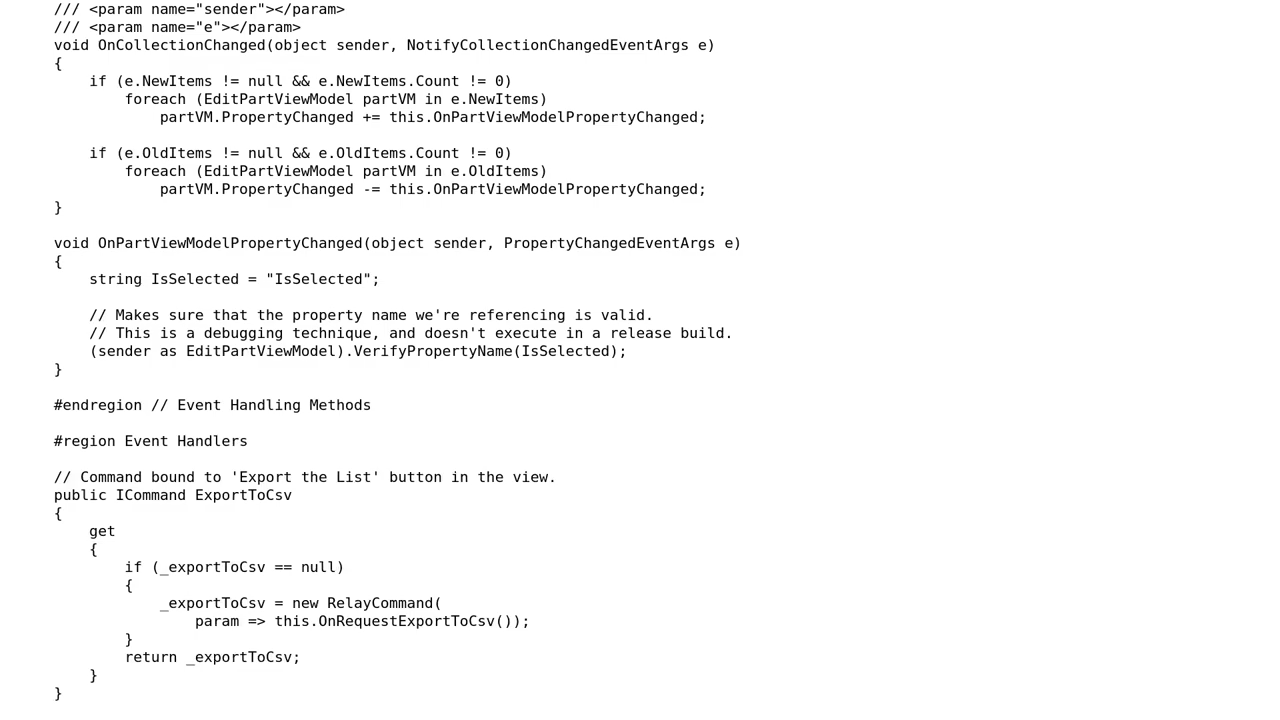 /// <param name="sender"></param>
/// <param name="e"></param>
void OnCollectionChanged(object sender, NotifyCollectionChangedEventArgs e)
{
    if (e.NewItems != null && e.NewItems.Count != 0)
        foreach (EditPartViewModel partVM in e.NewItems)
            partVM.PropertyChanged += this.OnPartViewModelPropertyChanged;

    if (e.OldItems != null && e.OldItems.Count != 0)
        foreach (EditPartViewModel partVM in e.OldItems)
            partVM.PropertyChanged -= this.OnPartViewModelPropertyChanged;
}

void OnPartViewModelPropertyChanged(object sender, PropertyChangedEventArgs e)
{
    string IsSelected = "IsSelected";

    // Makes sure that the property name we're referencing is valid.
    // This is a debugging technique, and doesn't execute in a release build.
    (sender as EditPartViewModel).VerifyPropertyName(IsSelected);
}

#endregion // Event Handling Methods

#region Event Handlers

// Command bound to 'Export the List' button in the view.
public ICommand ExportToCsv
{
    get
    {
        if (_exportToCsv == null)
        {
            _exportToCsv = new RelayCommand(
                param => this.OnRequestExportToCsv());
        }
        return _exportToCsv;
    }
}